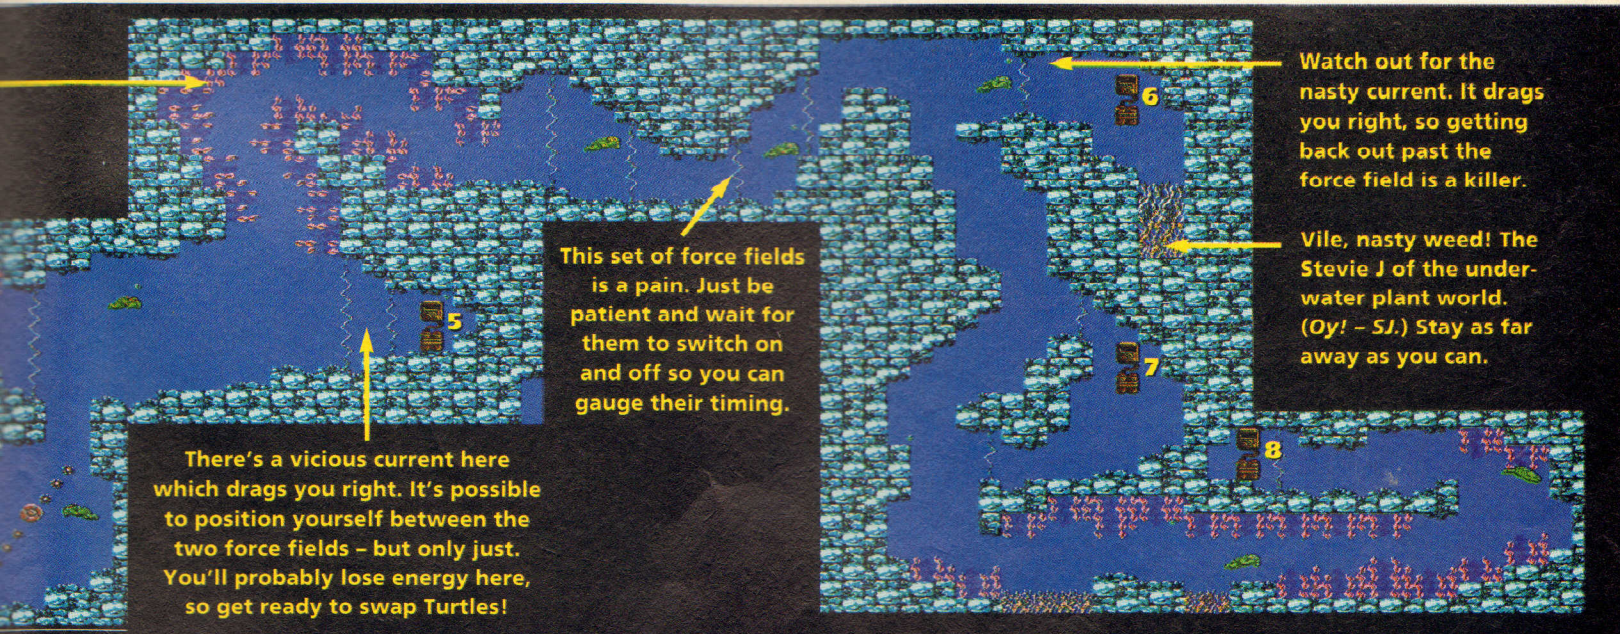 Watch out for the
nasty current. It drags
you right, so getting
back out past the
force field is a killer.
6
Vile, nasty weed! The
Stevie J of the under-
water plant world.
(Oy! – SJ.) Stay as far
away as you can.
This set of force fields
is a pain. Just be
patient and wait for
them to switch on
and off so you can
gauge their timing.
5
7
8
There's a vicious current here
which drags you right. It's possible
to position yourself between the
two force fields – but only just.
You'll probably lose energy here,
so get ready to swap Turtles!